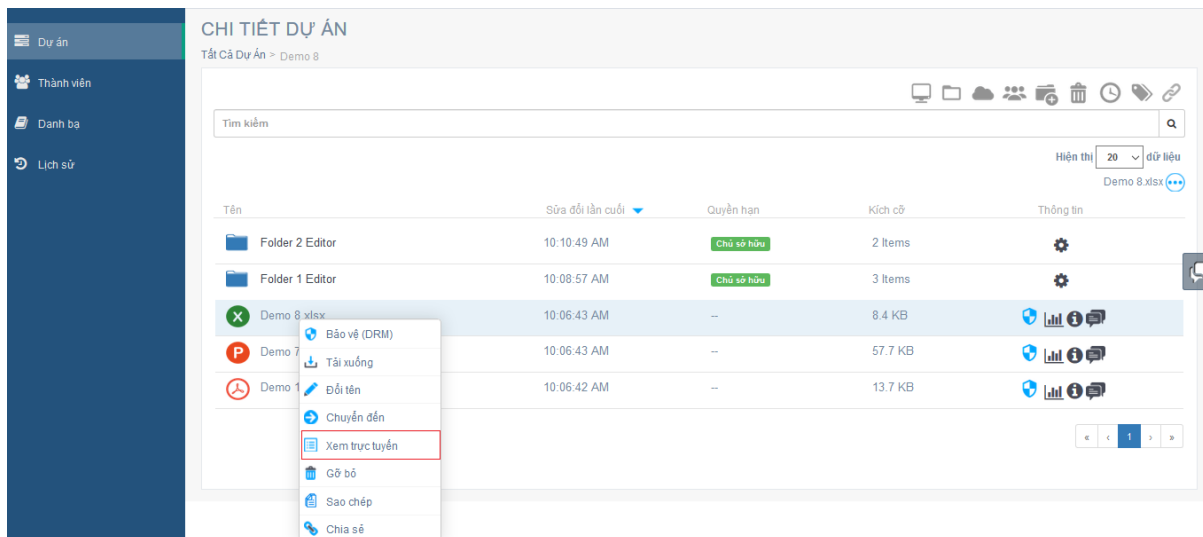 CHI TIẾT DỰ ÁN
Dự án
Tất Cả Dự Án > Demo 8
Thành viên
Danh bạ
Lịch sử
Tìm kiếm
Hiện thị 20 dữ liệu
Demo 8.xlsx
Tên Sửa đổi lần cuối Quyền hạn Kích cỡ Thông tin
Folder 2 Editor 10:10:49 AM Chủ sở hữu 2 Items
Folder 1 Editor 10:08:57 AM Chủ sở hữu 3 Items
Demo 8.xlsx 10:06:43 AM -- 8.4 KB
Demo 7 10:06:43 AM -- 57.7 KB
Demo 1 10:06:42 AM -- 13.7 KB
Bảo vệ (DRM)
Tải xuống
Đổi tên
Chuyển đến
Xem trực tuyến
Gỡ bỏ
Sao chép
Chia sẻ
« ‹ 1 › »